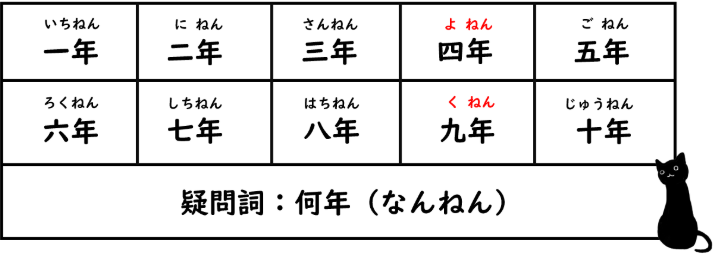 いちねん に ねん さんねん よ ねん ご ねん
一年 二年 三年 四年 五年
ろくねん しちねん はちねん く ねん じゅうねん
六年 七年 八年 九年 十年
疑問詞：何年（なんねん）